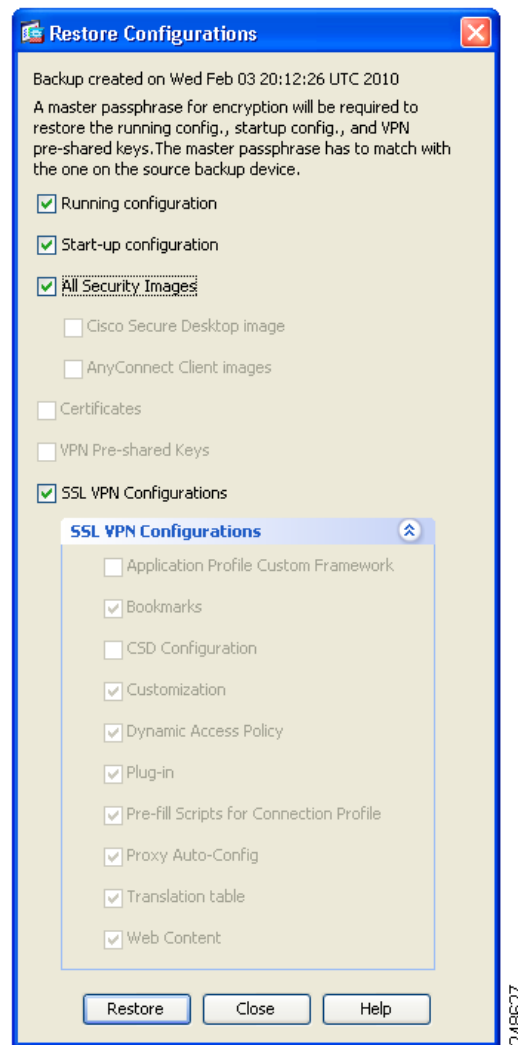 Restore Configurations
Backup created on Wed Feb 03 20:12:26 UTC 2010
A master passphrase for encryption will be required to
restore the running config., startup config., and VPN
pre-shared keys.The master passphrase has to match with
the one on the source backup device.
Running configuration
Start-up configuration
All Security Images
Cisco Secure Desktop image
AnyConnect Client images
Certificates
VPN Pre-shared Keys
SSL VPN Configurations
SSL VPN Configurations
Application Profile Custom Framework
Bookmarks
CSD Configuration
Customization
Dynamic Access Policy
Plug-in
Pre-fill Scripts for Connection Profile
Proxy Auto-Config
Translation table
Web Content
Restore Close Help
248627